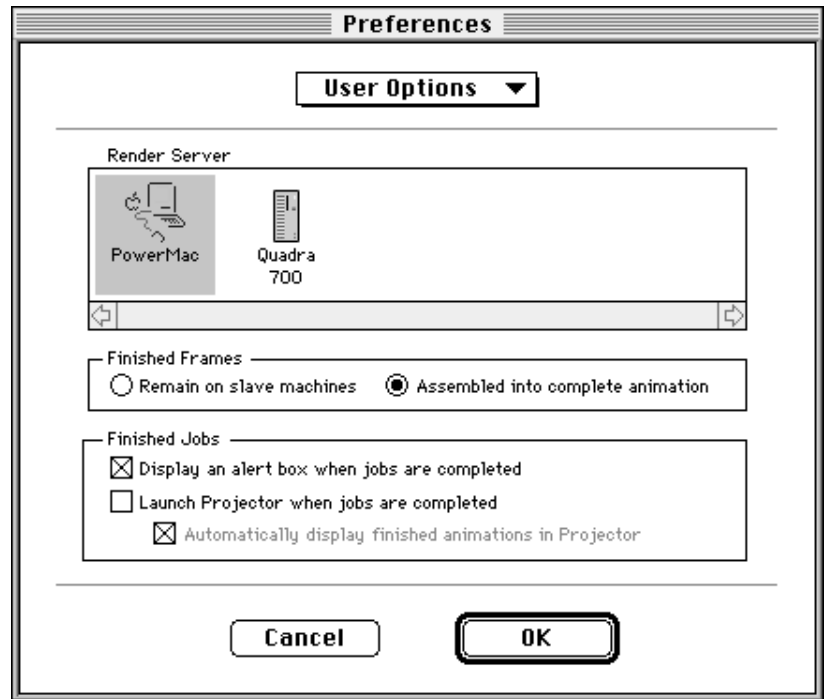 Preferences
User Options
Render Server
PowerMac
Quadra
700
Finished Frames
Remain on slave machines
Assembled into complete animation
Finished Jobs
Display an alert box when jobs are completed
Launch Projector when jobs are completed
Automatically display finished animations in Projector
Cancel
OK